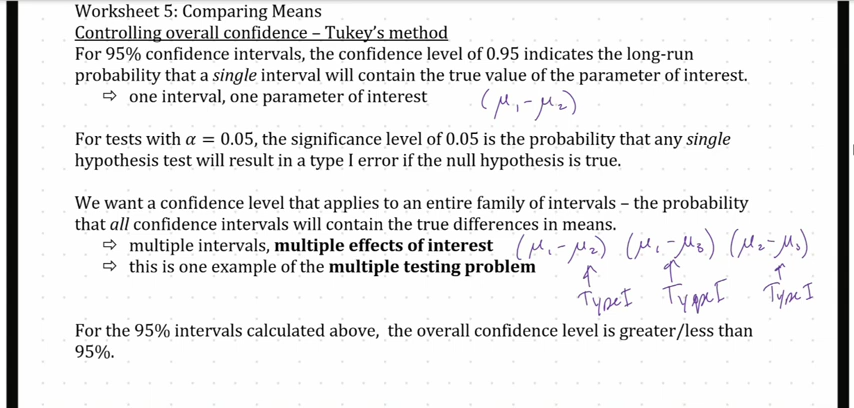 Worksheet 5: Comparing Means
Controlling overall confidence – Tukey's method
For 95% confidence intervals, the confidence level of 0.95 indicates the long-run
probability that a single interval will contain the true value of the parameter of interest.
⇨ one interval, one parameter of interest (μ₁ - μ₂)
For tests with α = 0.05, the significance level of 0.05 is the probability that any single
hypothesis test will result in a type I error if the null hypothesis is true.
We want a confidence level that applies to an entire family of intervals – the probability
that all confidence intervals will contain the true differences in means.
⇨ multiple intervals, multiple effects of interest (μ₁ - μ₂) (μ₁ - μ₃) (μ₂ - μ₃)
⇨ this is one example of the multiple testing problem ↑ ↑ ↑
Type I Type I Type I
For the 95% intervals calculated above, the overall confidence level is greater/less than
95%.